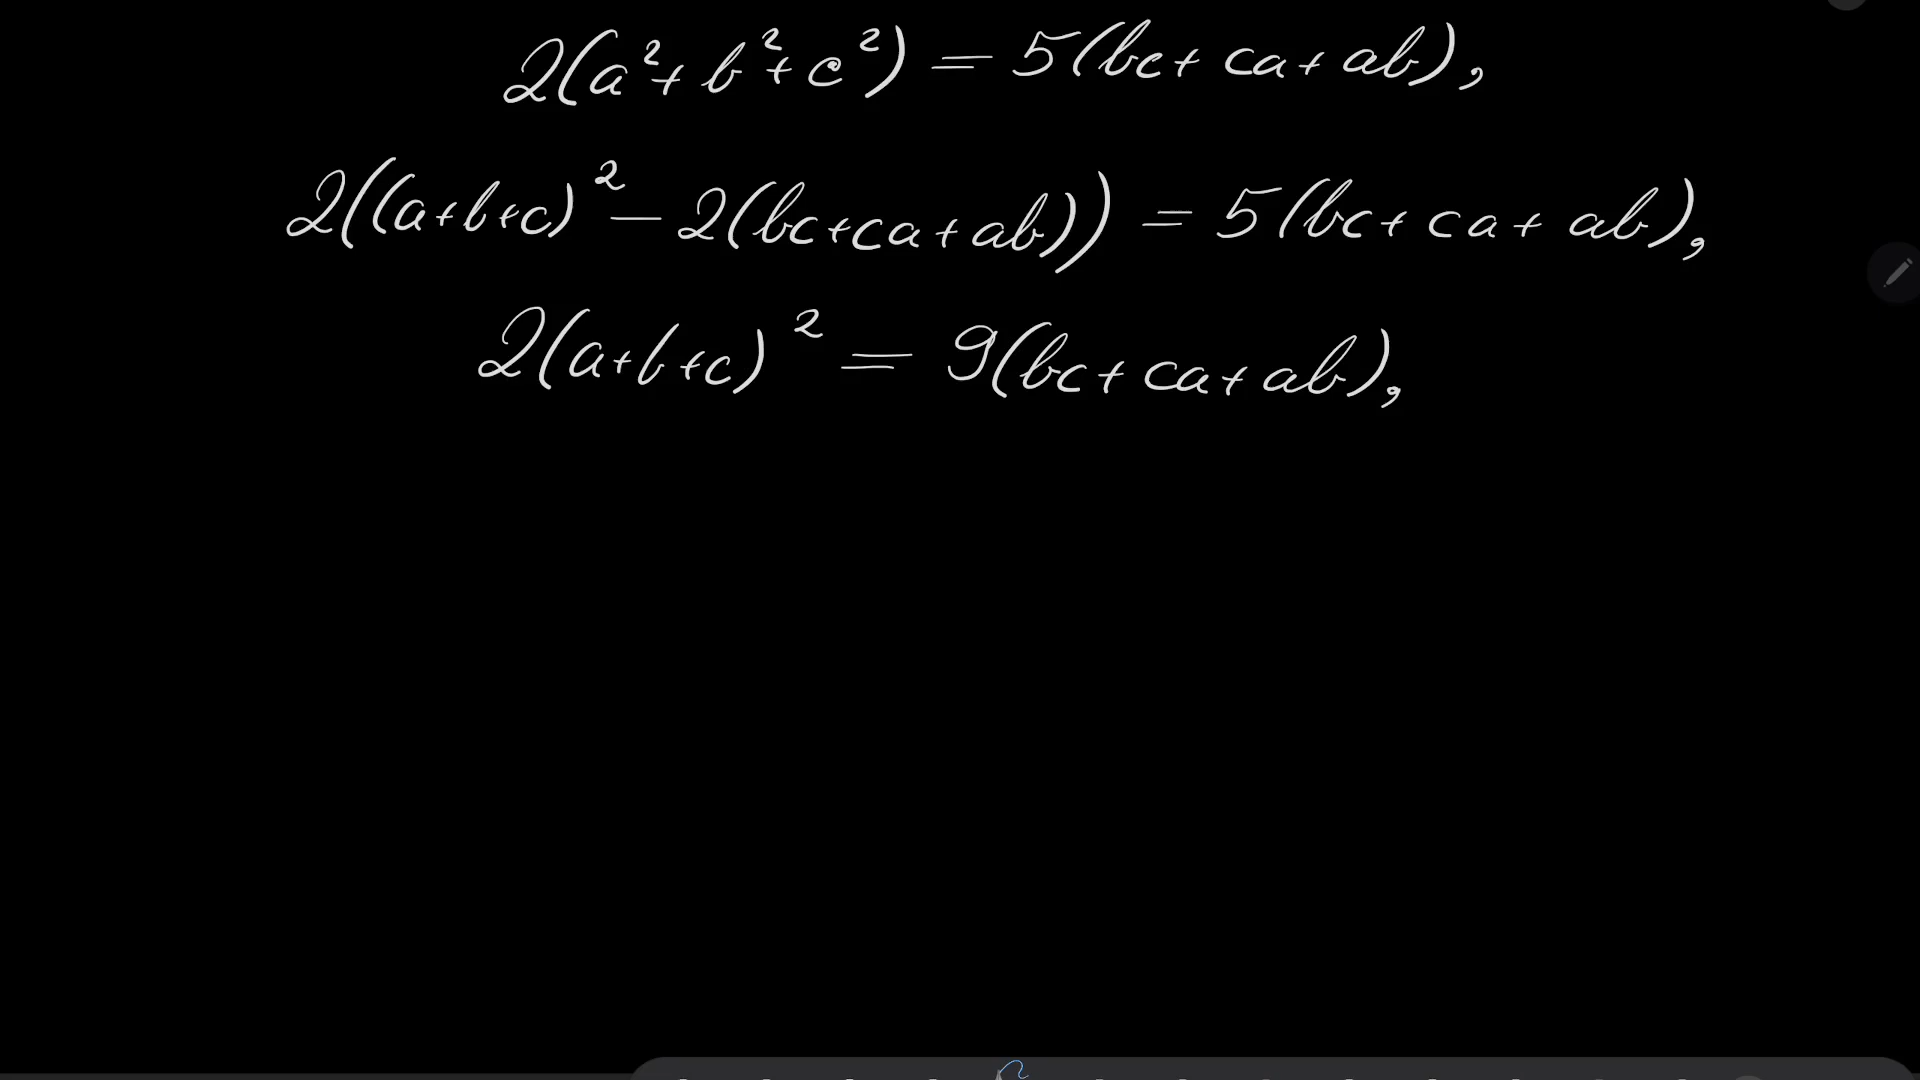 2(a²+b²+c²) = 5(bc+ca+ab),
2((a+b+c)²-2(bc+ca+ab)) = 5(bc+ca+ab),
2(a+b+c)² = 9(bc+ca+ab),